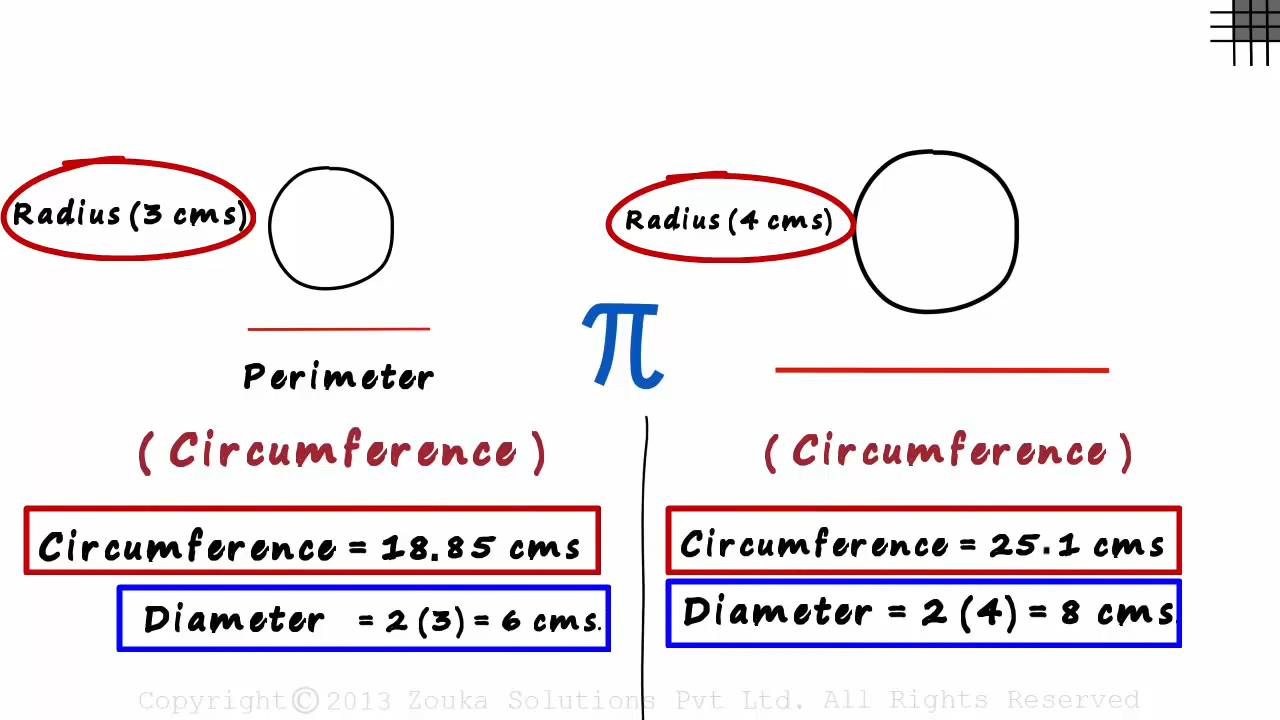 Radius (3 cms)
Radius (4 cms)
π
Perimeter
( Circumference )
( Circumference )
Circumference = 18.85 cms
Circumference = 25.1 cms
Diameter = 2 (3) = 6 cms.
Diameter = 2 (4) = 8 cms.
Copyright © 2013 Zouka Solutions Pvt Ltd. All Rights Reserved